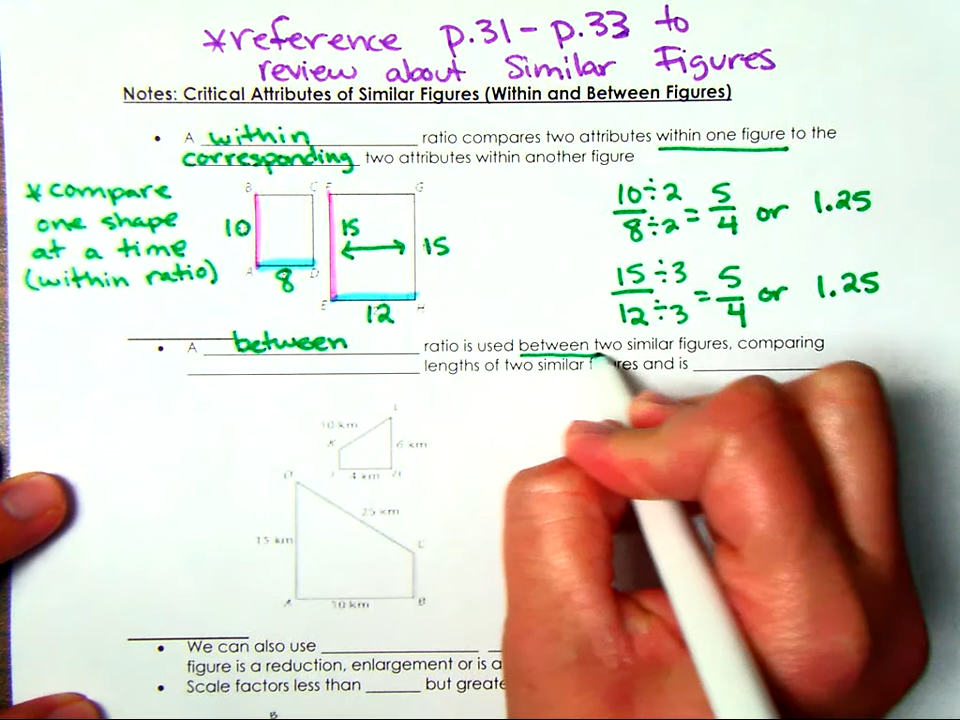 *reference p.31 - p.33 to
review about Similar Figures
Notes: Critical Attributes of Similar Figures (Within and Between Figures)
• A within ratio compares two attributes within one figure to the
corresponding two attributes within another figure
*compare
one shape
at a time
(within ratio)
B C F G
10 15 15
A D
8
E H
12
10÷2 = 5 or 1.25
8÷2 4
15÷3 = 5 or 1.25
12÷3 4
• A between ratio is used between two similar figures, comparing
lengths of two similar and is
10 km
K 6 km
4 km
25 km
15 km
C
A B
10 km
• We can also use
figure is a reduction, enlargement or is a
• Scale factors less than but
B